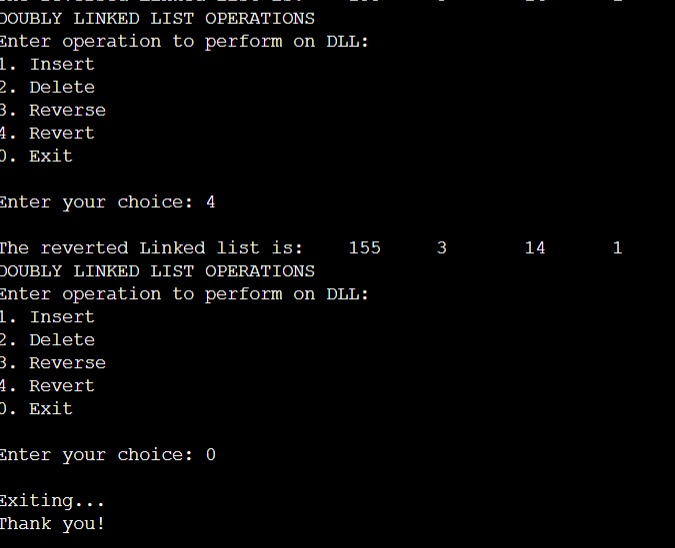 DOUBLY LINKED LIST OPERATIONS
Enter operation to perform on DLL:
1. Insert
2. Delete
3. Reverse
4. Revert
0. Exit
Enter your choice: 4
The reverted Linked list is: 155 3 14 1
DOUBLY LINKED LIST OPERATIONS
Enter operation to perform on DLL:
1. Insert
2. Delete
3. Reverse
4. Revert
0. Exit
Enter your choice: 0
Exiting...
Thank you!